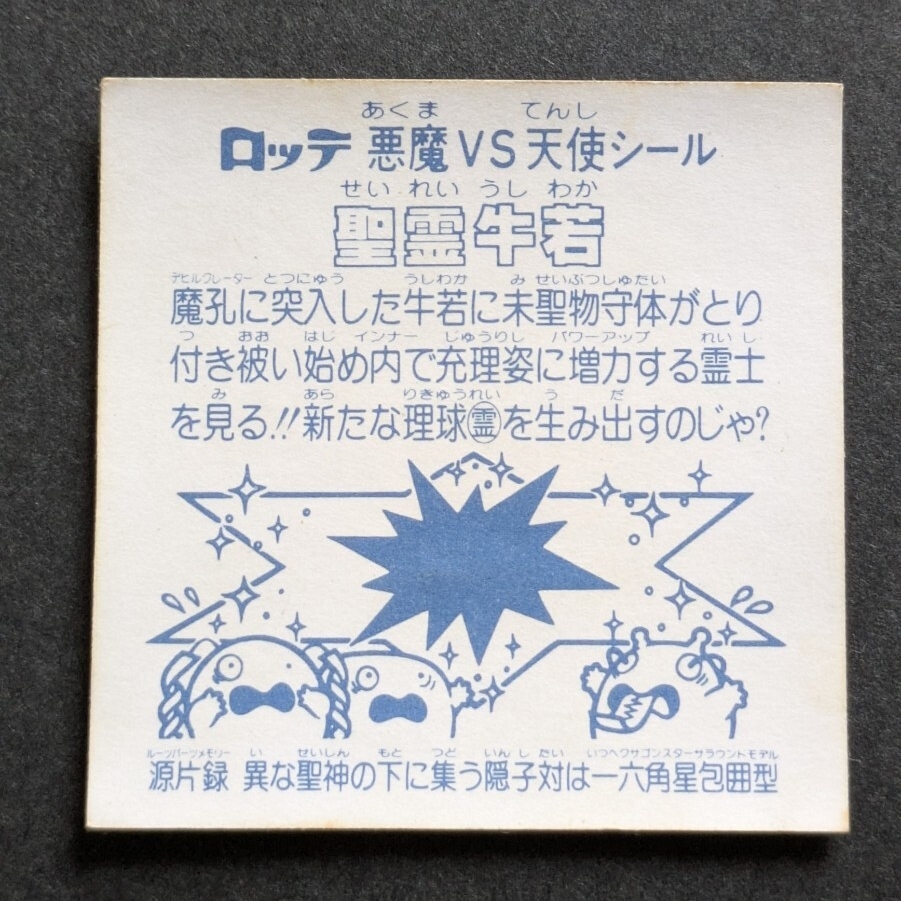 あくま てんし
ロッテ 悪魔VS天使シール
せい れい うし わか
聖霊牛若
デビルクレーター とつにゅう うしわか み せいぶつしゅたい
魔孔に突入した牛若に未聖物守体がとり
つ おお はじ インナー じゅうりし パワーアップ れいし
付き被い始め内で充理姿に増力する霊士
み あら りきゅうれい う だ
を見る!!新たな理球㊀を生み出すのじゃ?
ルーツパーツメモリー い せいしん もと つど いんし たい いつヘクサゴンスターサラウンドモデル
源片録 異な聖神の下に集う隠子対は一六角星包囲型